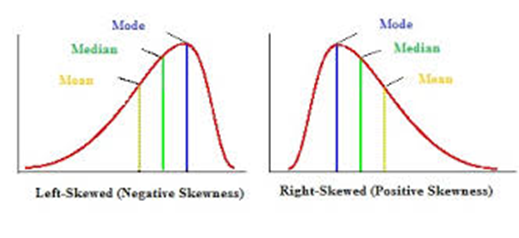 Mode
Median
Mean
Left-Skewed (Negative Skewness)
Mode
Median
Mean
Right-Skewed (Positive Skewness)